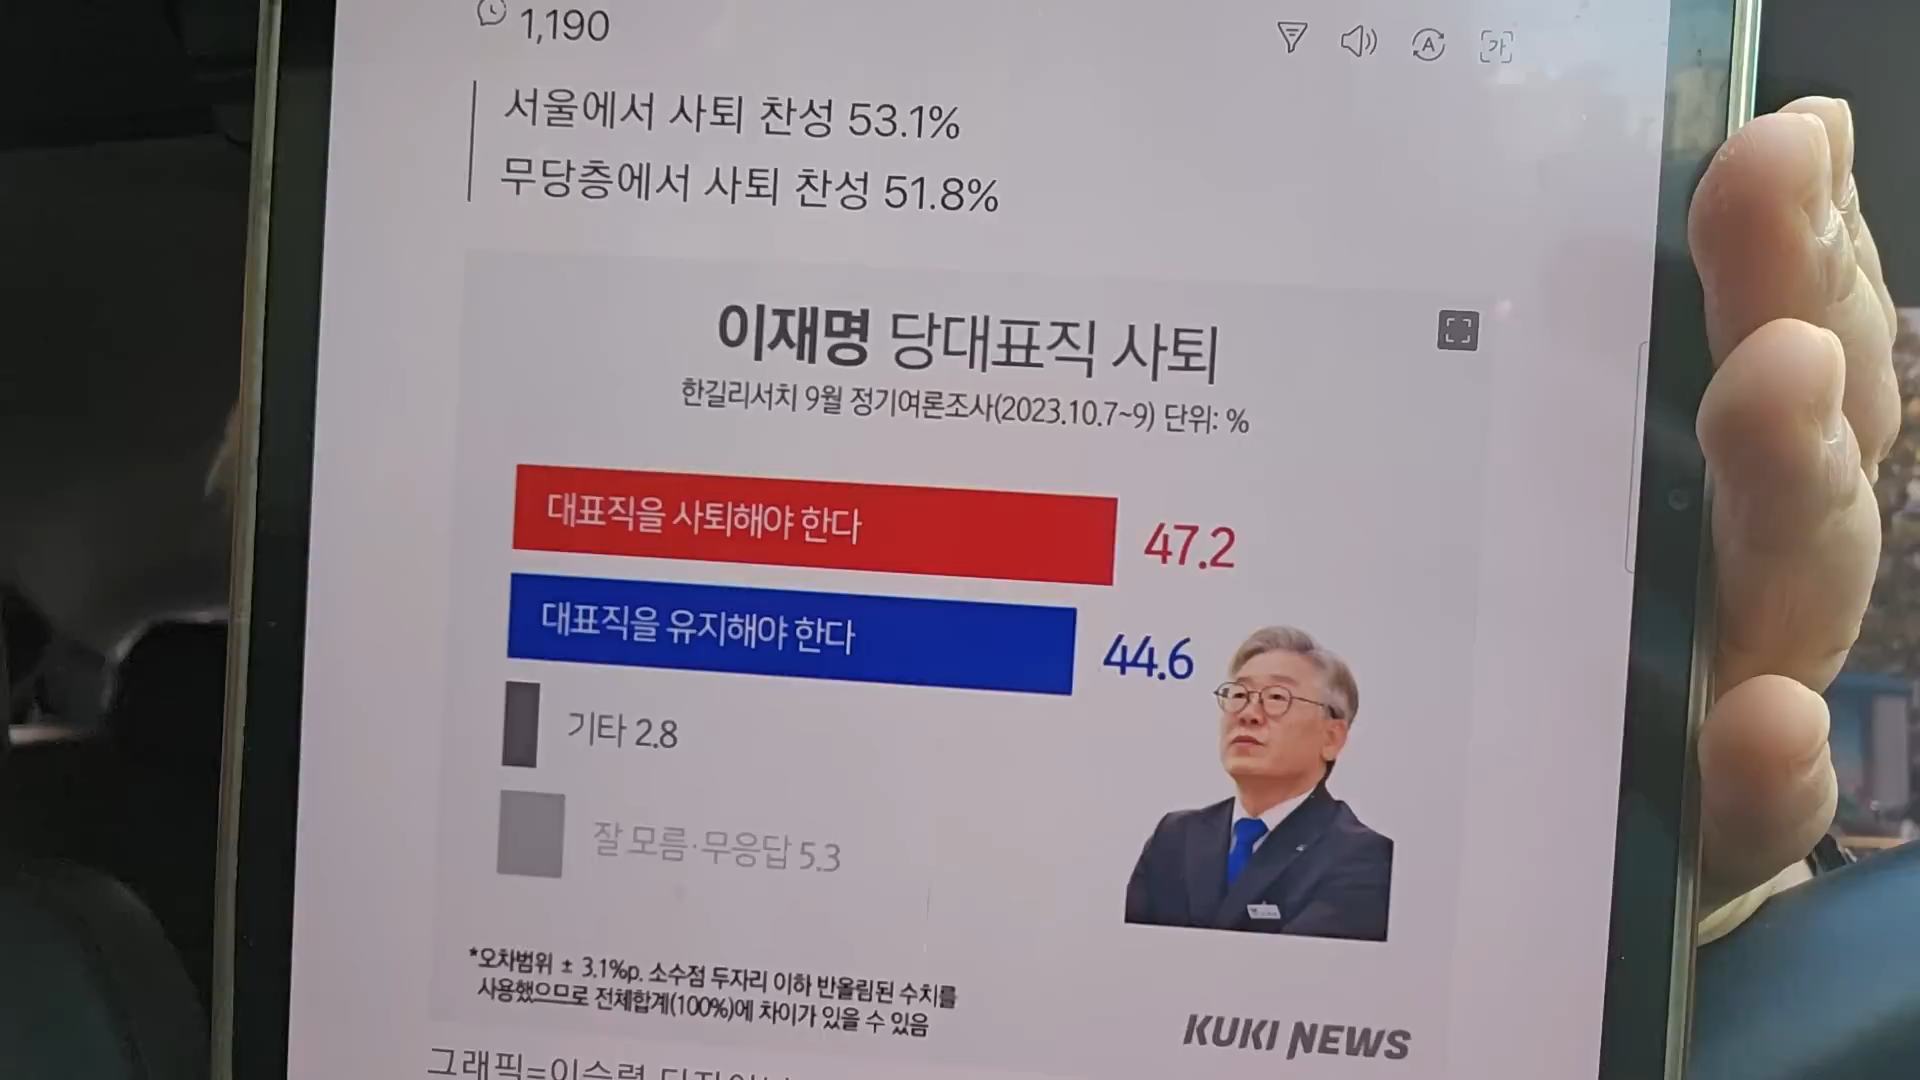 1,190
가
서울에서 사퇴 찬성 53.1%
무당층에서 사퇴 찬성 51.8%
이재명 당대표직 사퇴
한길리서치 9월 정기여론조사(2023.10.7~9) 단위: %
대표직을 사퇴해야 한다 47.2
대표직을 유지해야 한다 44.6
기타 2.8
잘 모름·무응답 5.3
*오차범위 ± 3.1%p. 소수점 두자리 이하 반올림된 수치를
사용했으므로 전체합계(100%)에 차이가 있을 수 있음
KUKI NEWS